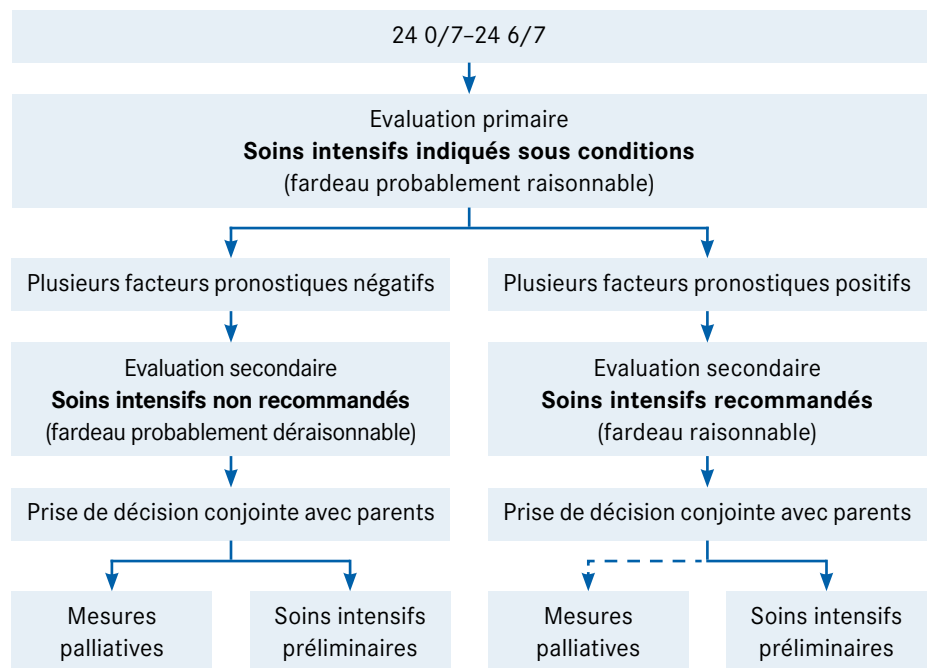 24 0/7–24 6/7
Evaluation primaire
Soins intensifs indiqués sous conditions
(fardeau probablement raisonnable)
Plusieurs facteurs pronostiques négatifs
Plusieurs facteurs pronostiques positifs
Evaluation secondaire
Soins intensifs non recommandés
(fardeau probablement déraisonnable)
Evaluation secondaire
Soins intensifs recommandés
(fardeau raisonnable)
Prise de décision conjointe avec parents
Prise de décision conjointe avec parents
Mesures
palliatives
Soins intensifs
préliminaires
Mesures
palliatives
Soins intensifs
préliminaires